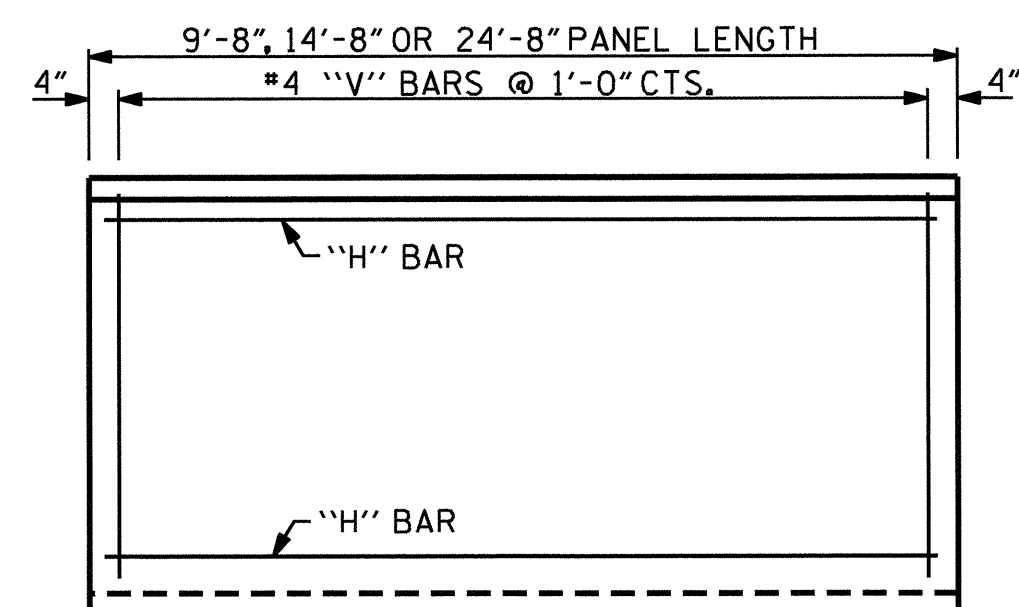 9'-8", 14'-8" OR 24'-8" PANEL LENGTH
4" #4 "V" BARS @ 1'-0" CTS. 4"
"H" BAR
"H" BAR